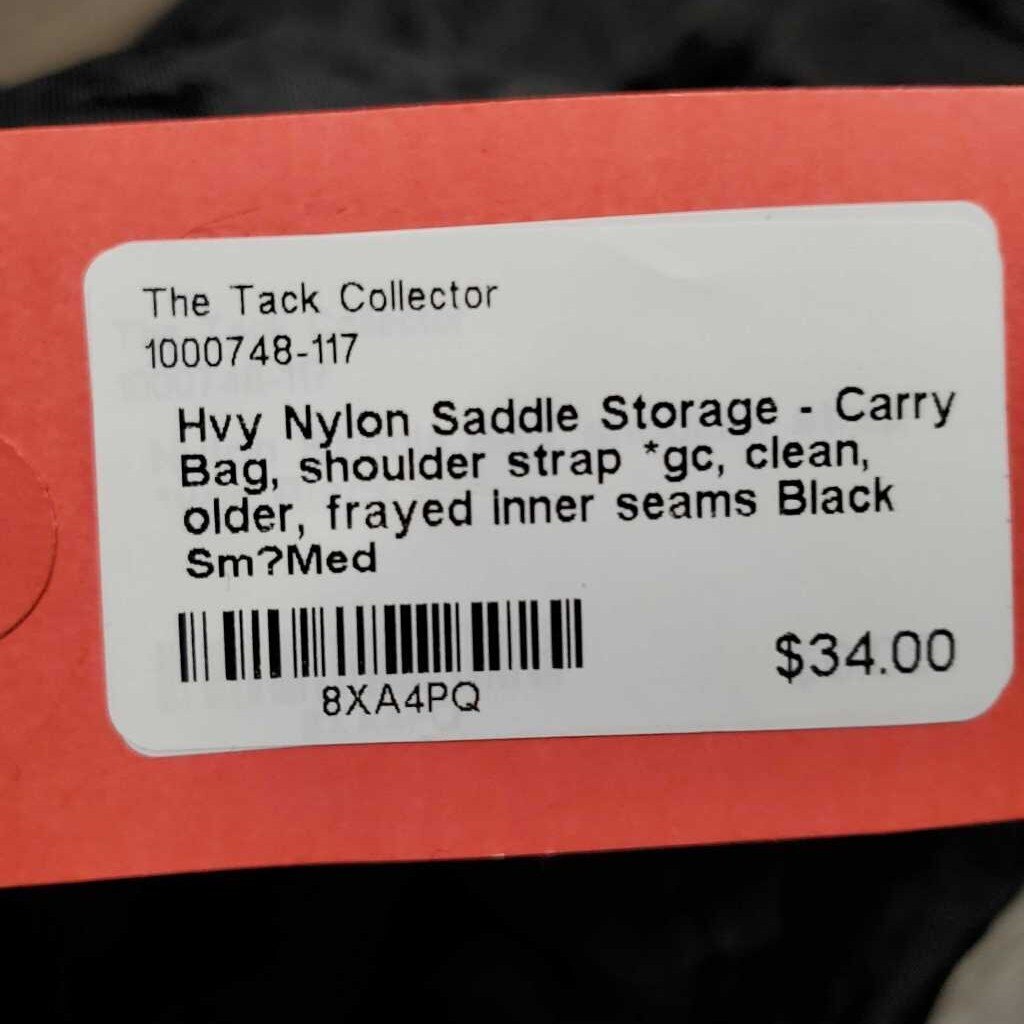 The Tack Collector
1000748-117
Hvy Nylon Saddle Storage - Carry
Bag, shoulder strap *gc, clean,
older, frayed inner seams Black
Sm?Med
8XA4PQ
$34.00